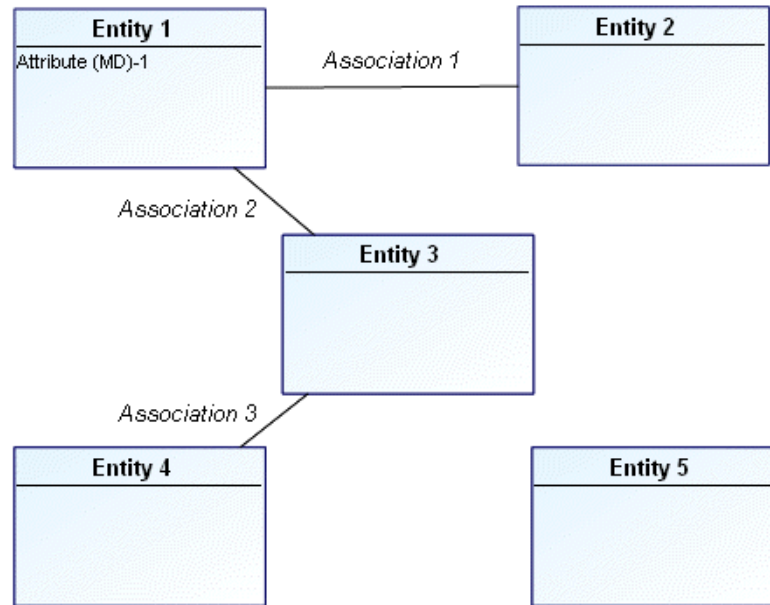 Entity 1
Entity 2
Attribute (MD)-1
Association 1
Association 2
Entity 3
Association 3
Entity 4
Entity 5